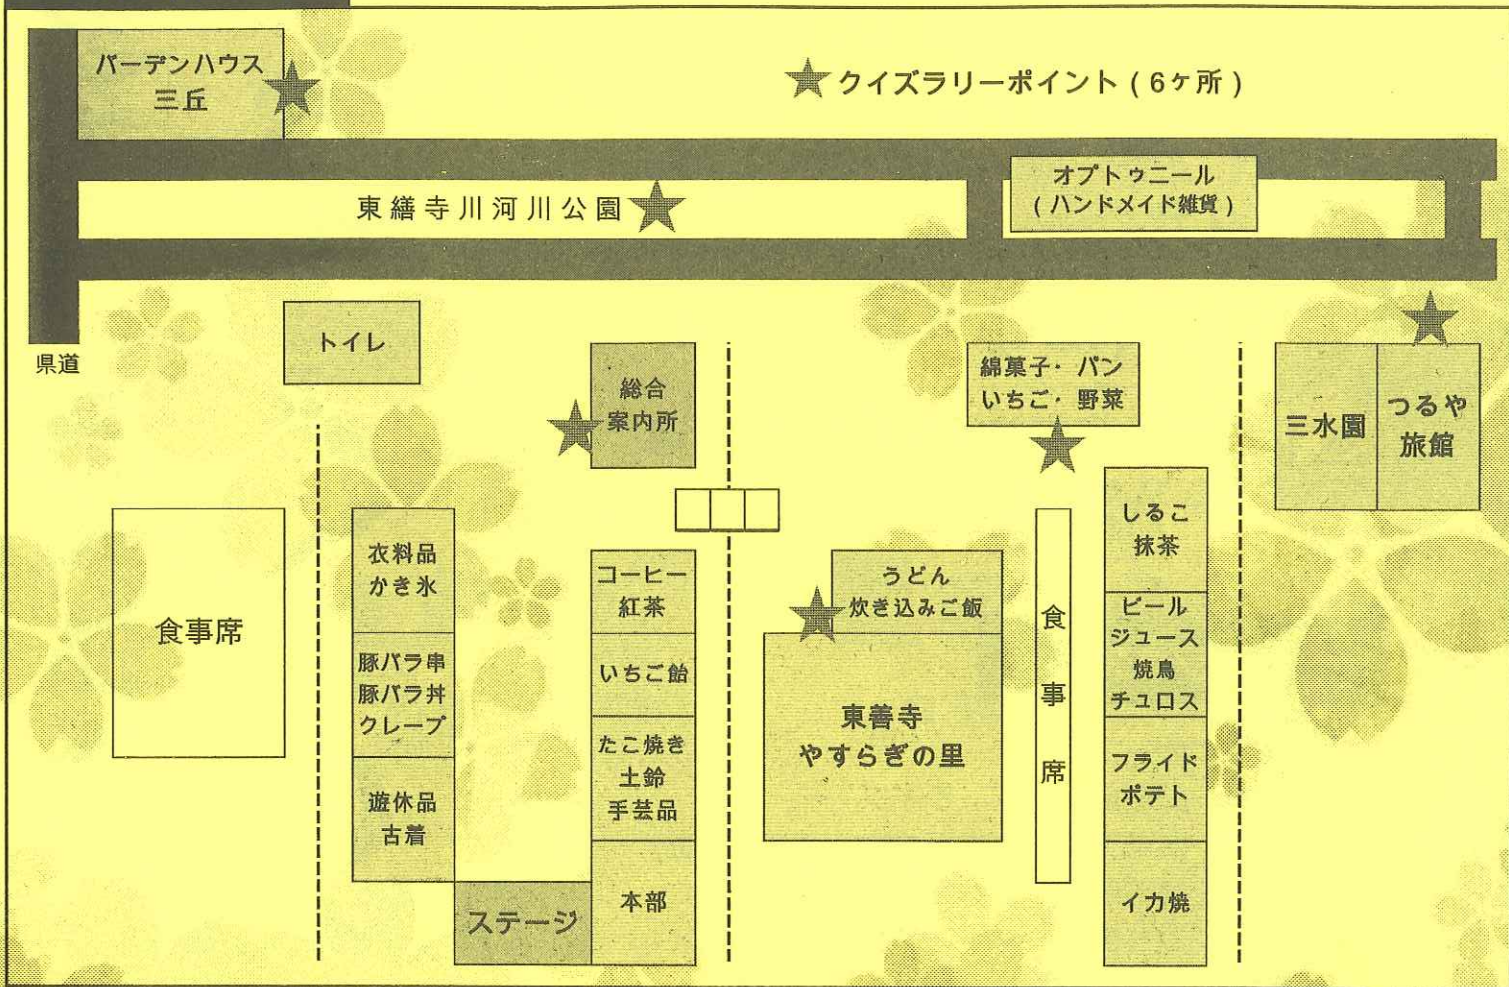 バーデンハウス
三丘
★クイズラリーポイント(6ヶ所)
オプトゥニール
(ハンドメイド雑貨)
東繕寺川河川公園
県道
トイレ
総合
案内所
綿菓子・パン
いちご・野菜
三水園
つるや
旅館
食事席
衣料品
かき氷
豚バラ串
豚バラ丼
クレープ
遊休品
古着
ステージ
コーヒー
紅茶
いちご飴
たこ焼き
土鈴
手芸品
本部
うどん
炊き込みご飯
東善寺
やすらぎの里
食事席
しるこ
抹茶
ビール
ジュース
焼鳥
チュロス
フライド
ポテト
イカ焼